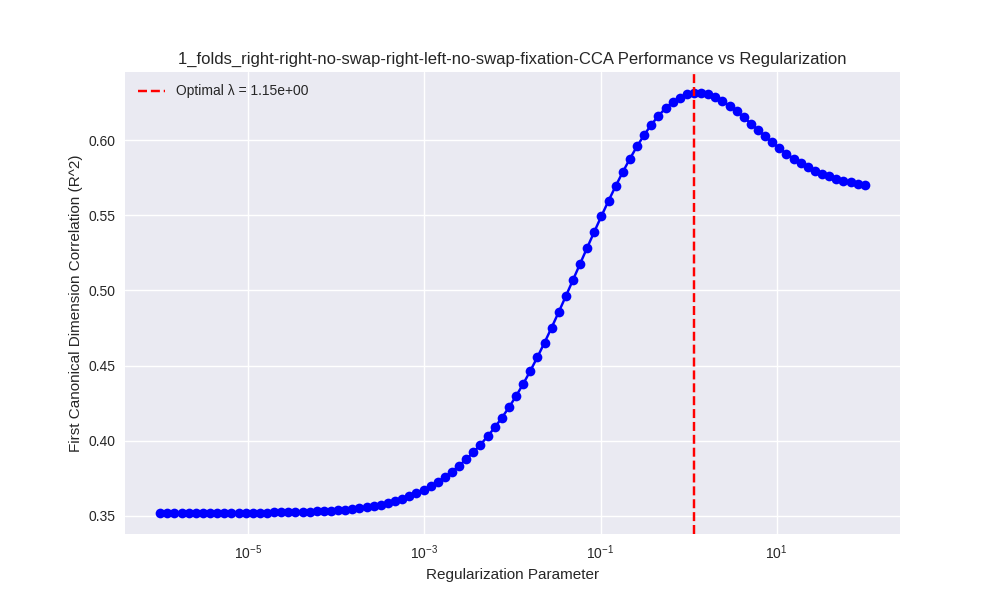 1_folds_right-right-no-swap-right-left-no-swap-fixation-CCA Performance vs Regularization
Optimal λ = 1.15e+00
First Canonical Dimension Correlation (R^2)
0.60
0.55
0.50
0.45
0.40
0.35
10⁻⁵
10⁻³
10⁻¹
10¹
Regularization Parameter